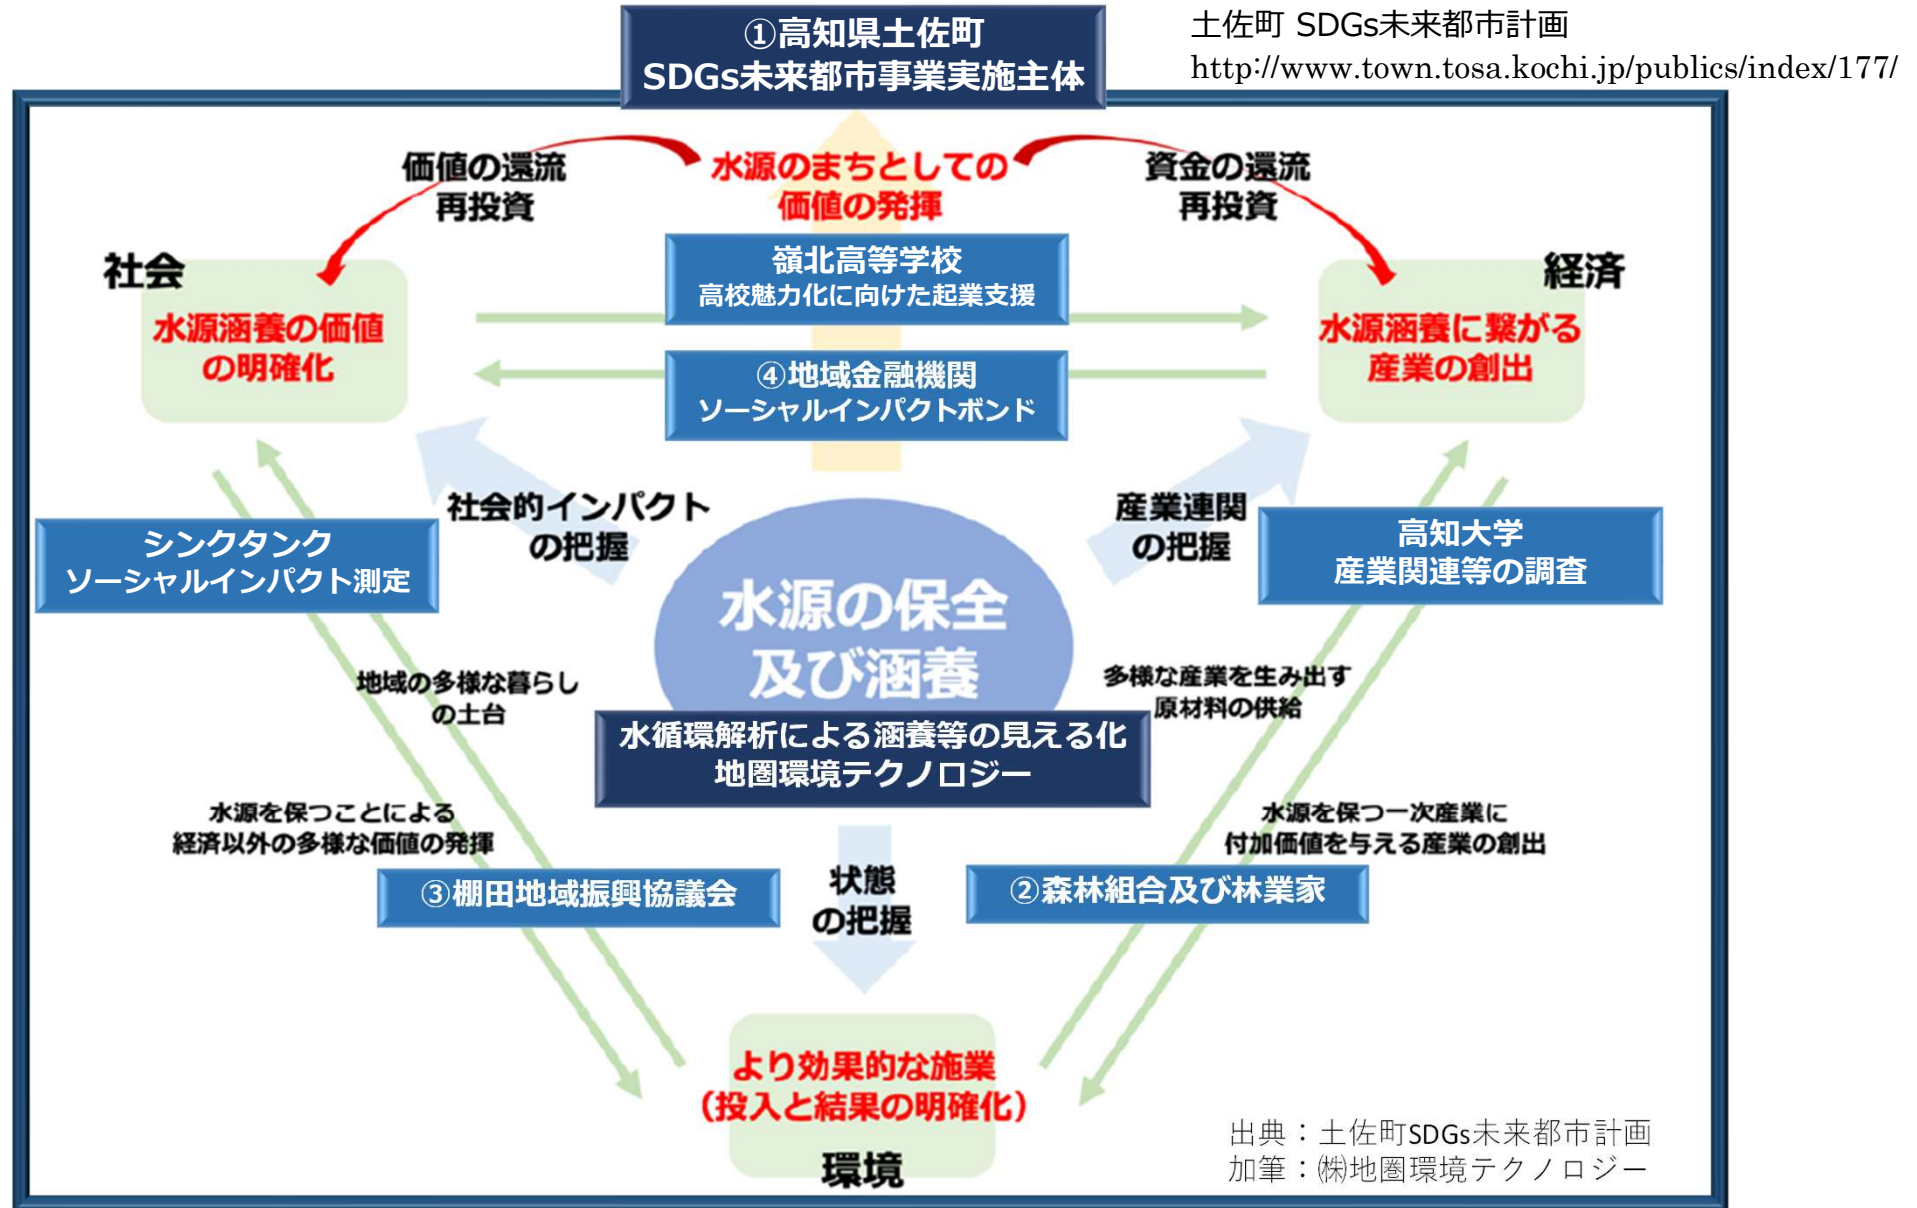 ①高知県土佐町
SDGs未来都市事業実施主体
土佐町 SDGs未来都市計画
http://www.town.tosa.kochi.jp/publics/index/177/
価値の還流
再投資
水源のまちとしての
価値の発揮
資金の還流
再投資
社会
水源涵養の価値
の明確化
嶺北高等学校
高校魅力化に向けた起業支援
④地域金融機関
ソーシャルインパクトボンド
経済
水源涵養に繋がる
産業の創出
社会的インパクト
の把握
産業連関
の把握
シンクタンク
ソーシャルインパクト測定
高知大学
産業関連等の調査
水源の保全
及び涵養
地域の多様な暮らし
の土台
多様な産業を生み出す
原材料の供給
水循環解析による涵養等の見える化
地圏環境テクノロジー
水源を保つことによる
経済以外の多様な価値の発揮
水源を保つ一次産業に
付加価値を与える産業の創出
③棚田地域振興協議会
状態
の把握
②森林組合及び林業家
より効果的な施業
（投入と結果の明確化）
環境
出典：土佐町SDGs未来都市計画
加筆：㈱地圏環境テクノロジー